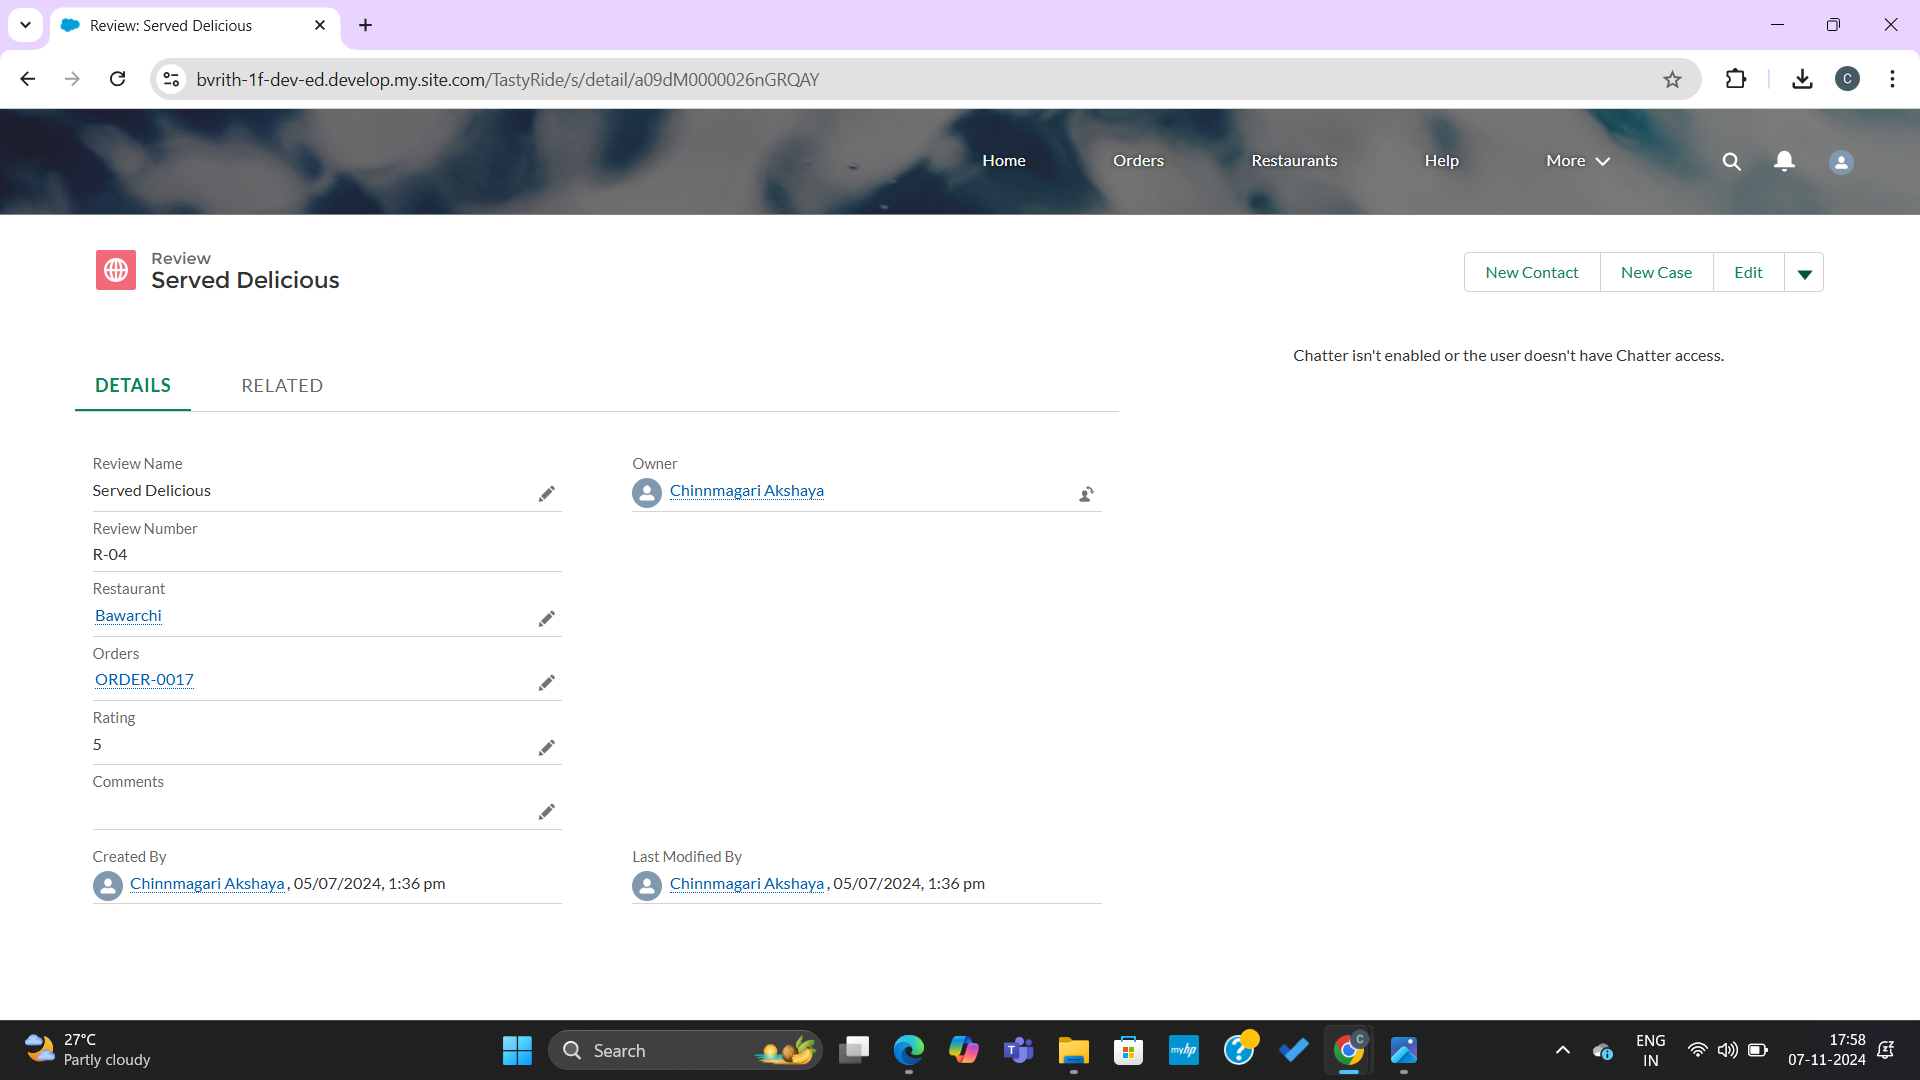 Review: Served Delicious
bvrith-1f-dev-ed.develop.my.site.com/TastyRide/s/detail/a09dM0000026nGRQAY
C
Home Orders Restaurants Help More
Review
Served Delicious
New Contact New Case Edit
Chatter isn't enabled or the user doesn't have Chatter access.
DETAILS RELATED
Review Name
Served Delicious
Owner
Chinnmagari Akshaya
Review Number
R-04
Restaurant
Bawarchi
Orders
ORDER-0017
Rating
5
Comments
Created By
Chinnmagari Akshaya , 05/07/2024, 1:36 pm
Last Modified By
Chinnmagari Akshaya , 05/07/2024, 1:36 pm
27°C
Partly cloudy
Search
myhp
C
ENG
IN
17:58
07-11-2024